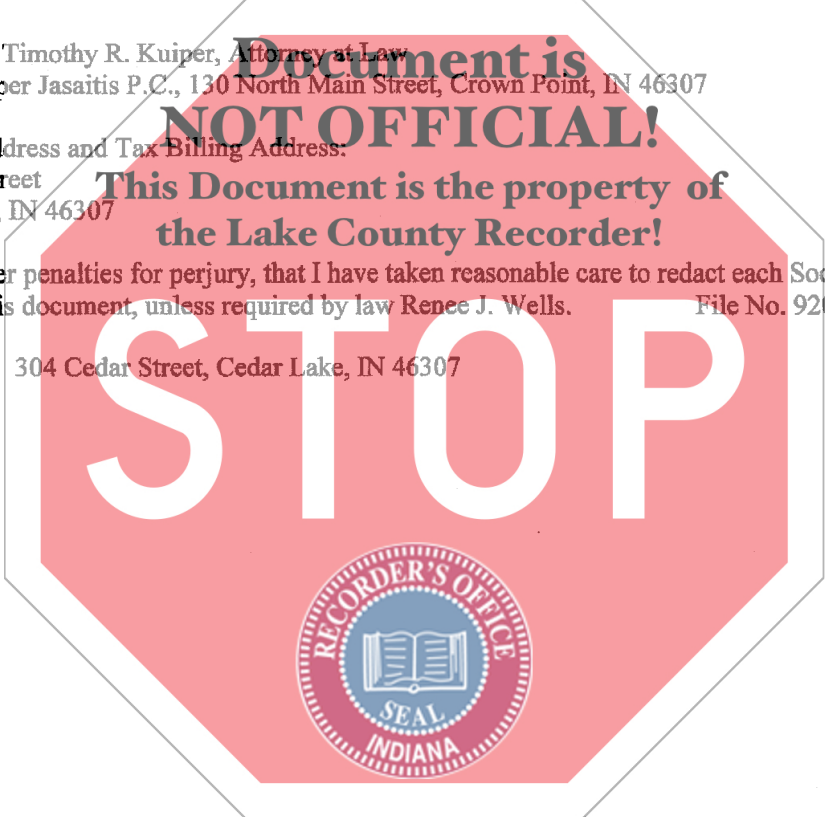 Timothy R. Kuiper, Attorney at Law
per Jasaitis P.C., 130 North Main Street, Crown Point, IN 46307
dress and Tax Billing Address:
reet
, IN 46307
er penalties for perjury, that I have taken reasonable care to redact each Soc
is document, unless required by law Renee J. Wells. File No. 920
304 Cedar Street, Cedar Lake, IN 46307
Document is
NOT OFFICIAL!
This Document is the property of
the Lake County Recorder!
STOP
RECORDER'S OFFICE
SEAL
INDIANA